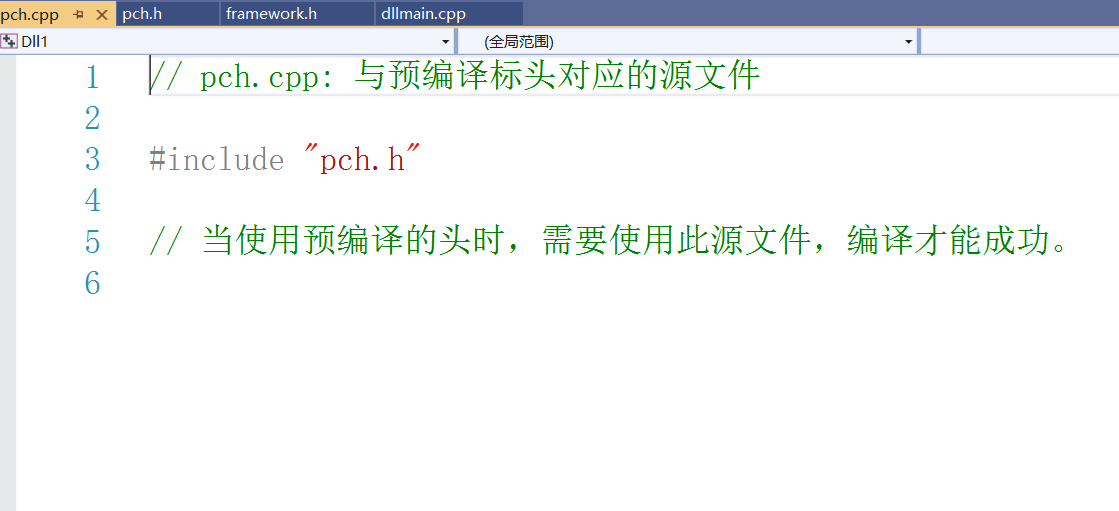 pch.cpp pch.h framework.h dllmain.cpp
Dll1 (全局范围)
1 // pch.cpp: 与预编译标头对应的源文件
2
3 #include "pch.h"
4
5 // 当使用预编译的头时，需要使用此源文件，编译才能成功。
6